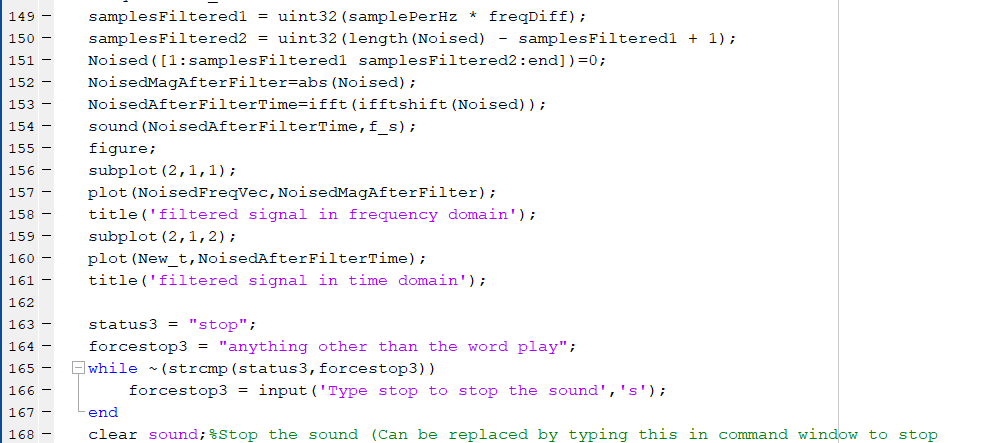 149 – samplesFiltered1 = uint32(samplePerHz * freqDiff);
150 – samplesFiltered2 = uint32(length(Noised) - samplesFiltered1 + 1);
151 – Noised([1:samplesFiltered1 samplesFiltered2:end])=0;
152 – NoisedMagAfterFilter=abs(Noised);
153 – NoisedAfterFilterTime=ifft(ifftshift(Noised));
154 – sound(NoisedAfterFilterTime,f_s);
155 – figure;
156 – subplot(2,1,1);
157 – plot(NoisedFreqVec,NoisedMagAfterFilter);
158 – title('filtered signal in frequency domain');
159 – subplot(2,1,2);
160 – plot(New_t,NoisedAfterFilterTime);
161 – title('filtered signal in time domain');
162
163 – status3 = "stop";
164 – forcestop3 = "anything other than the word play";
165 – while ~(strcmp(status3,forcestop3))
166 – forcestop3 = input('Type stop to stop the sound','s');
167 – end
168 – clear sound;%Stop the sound (Can be replaced by typing this in command window to stop